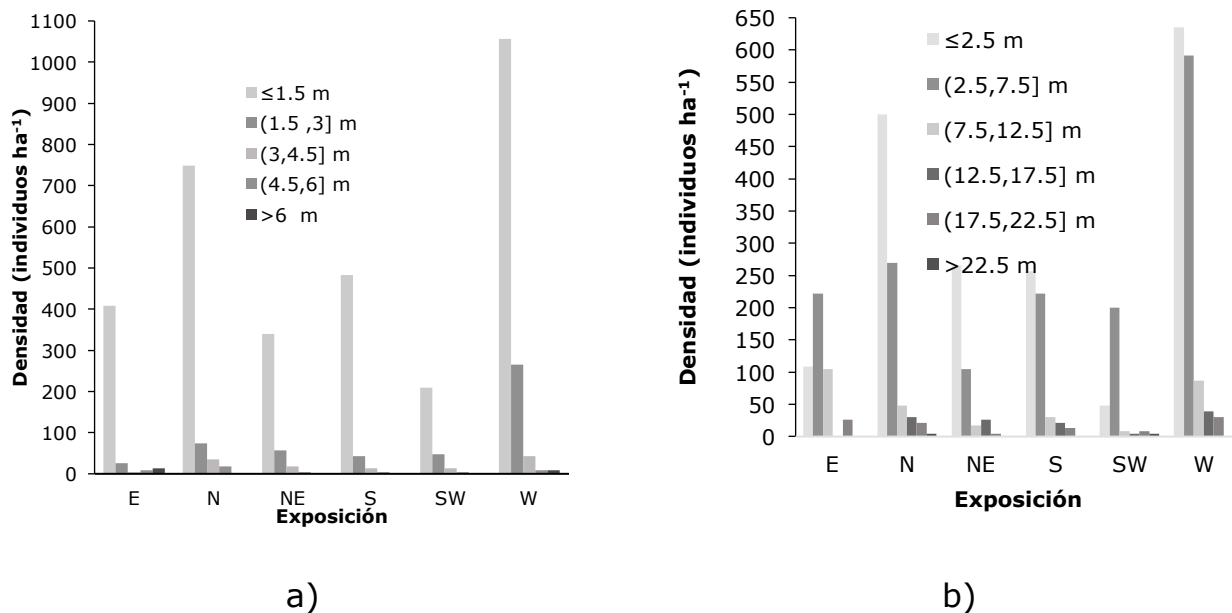 Densidad (individuos ha⁻¹)
1100
1000
900
800
700
600
500
400
300
200
100
0
≤1.5 m
(1.5 ,3] m
(3,4.5] m
(4.5,6] m
>6 m
E N NE S SW W
Exposición
a)
Densidad (individuos ha⁻¹)
650
600
550
500
450
400
350
300
250
200
150
100
50
0
≤2.5 m
(2.5,7.5] m
(7.5,12.5] m
(12.5,17.5] m
(17.5,22.5] m
>22.5 m
E N NE S SW W
Exposición
b)